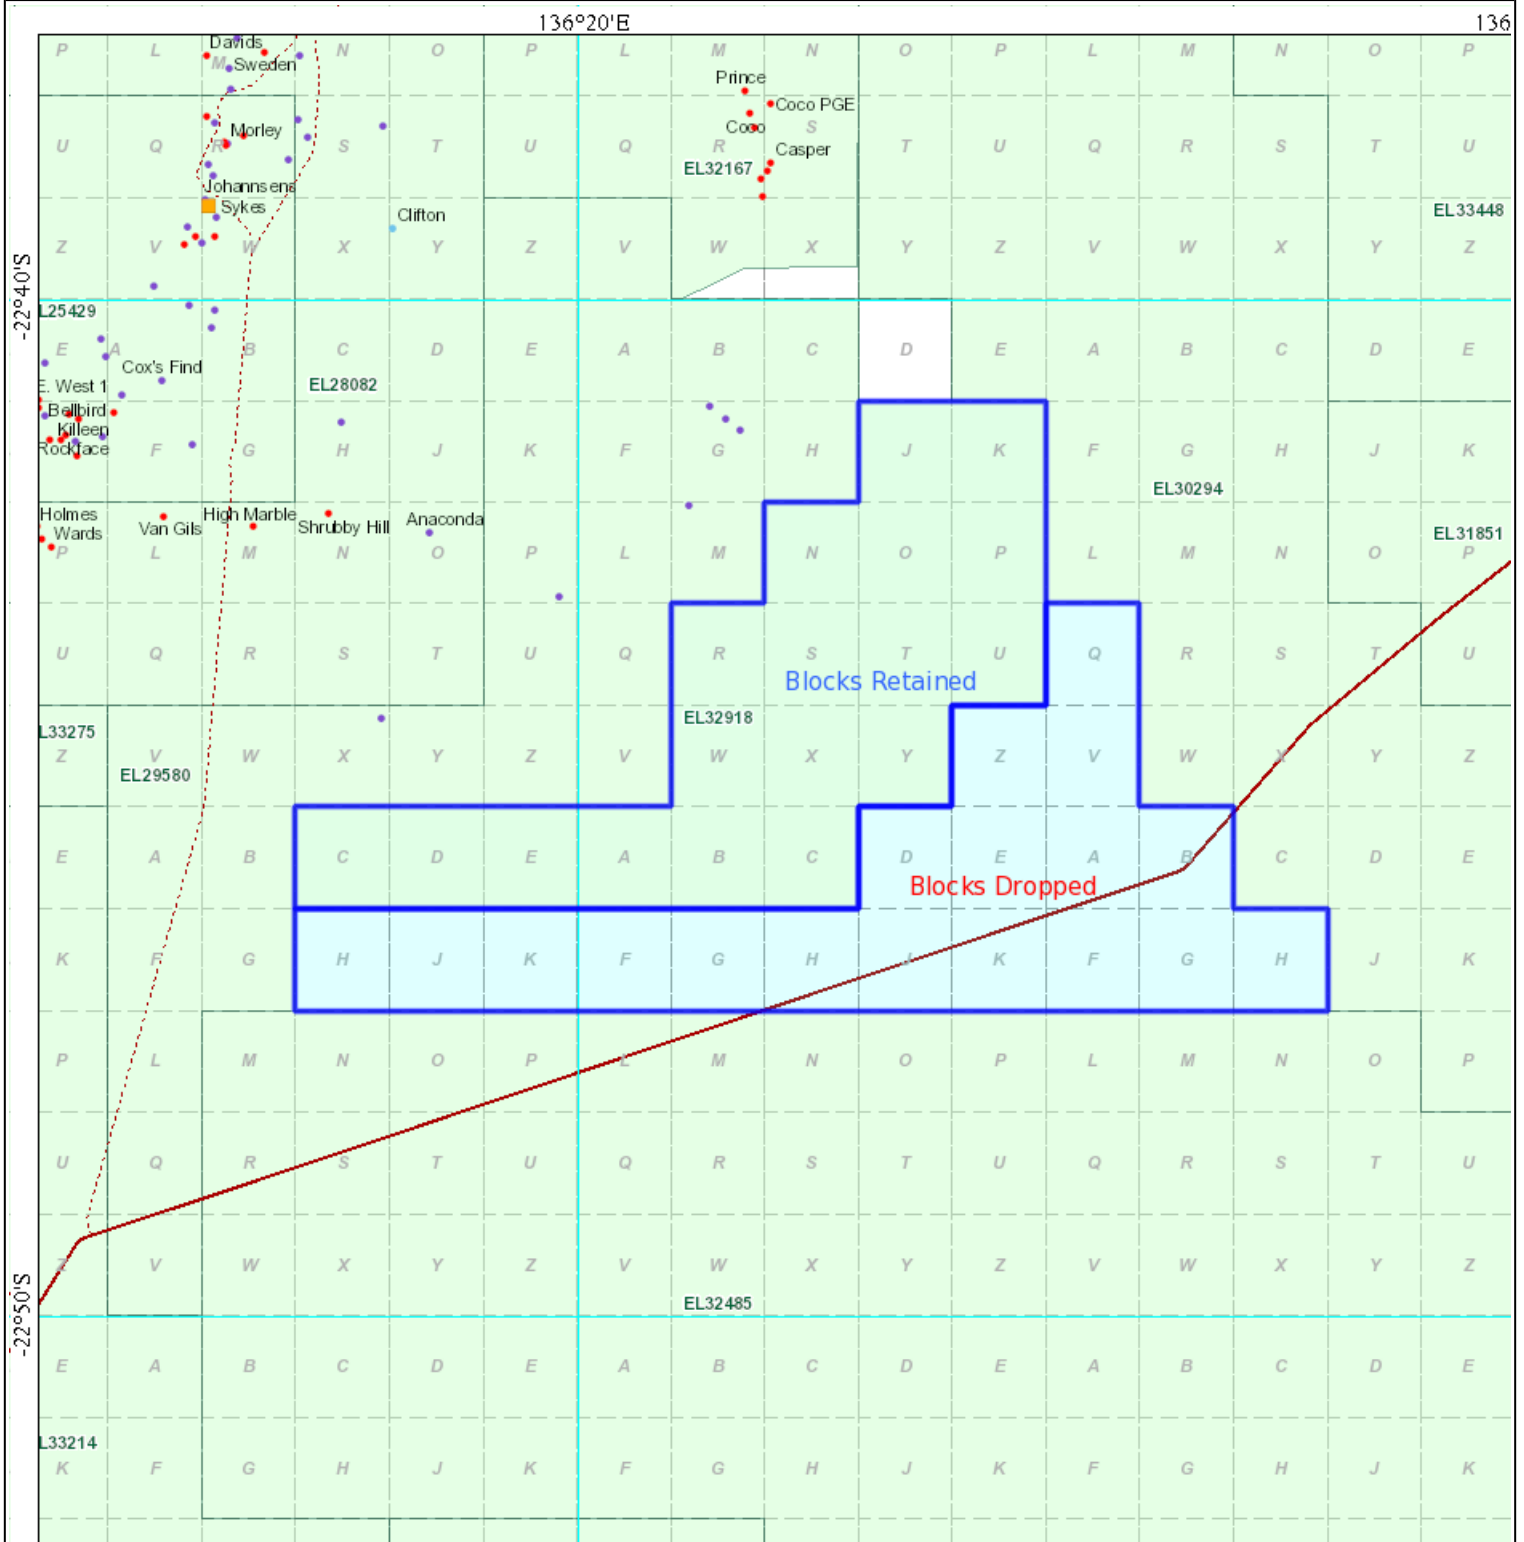 136°20'E 136
P L M N O P L M N O P L M N O P
Davids
Sweden
Prince
Coco PGE
Coco
Morley
U Q R S T U Q R S T U Q R S T U
Casper
EL32167
Johannsens
Sykes
Clifton
EL33448
Z V W X Y Z V W X Y Z V W X Y Z
-22°40'S
L25429
E A B C D E A B C D E A B C D E
Cox's Find
E. West 1
EL28082
Bellbird
Killeen
Rockface
F G H J K F G H J K F G H J K
EL30294
Holmes
High Marble
Anaconda
Wards
Van Gils
Shrubby Hill
EL31851
P L M N O P L M N O P L M N O P
U Q R S T U Q R S T U Q R S T U
Blocks Retained
EL32918
L33275
Z V W X Y Z V W X Y Z V W X Y Z
EL29580
E A B C D E A B C D E A B C D E
Blocks Dropped
K F G H J K F G H J K F G H J K
P L M N O P L M N O P L M N O P
U Q R S T U Q R S T U Q R S T U
Z V W X Y Z V W X Y Z V W X Y Z
EL32485
-22°50'S
E A B C D E A B C D E A B C D E
L33214
K F G H J K F G H J K F G H J K